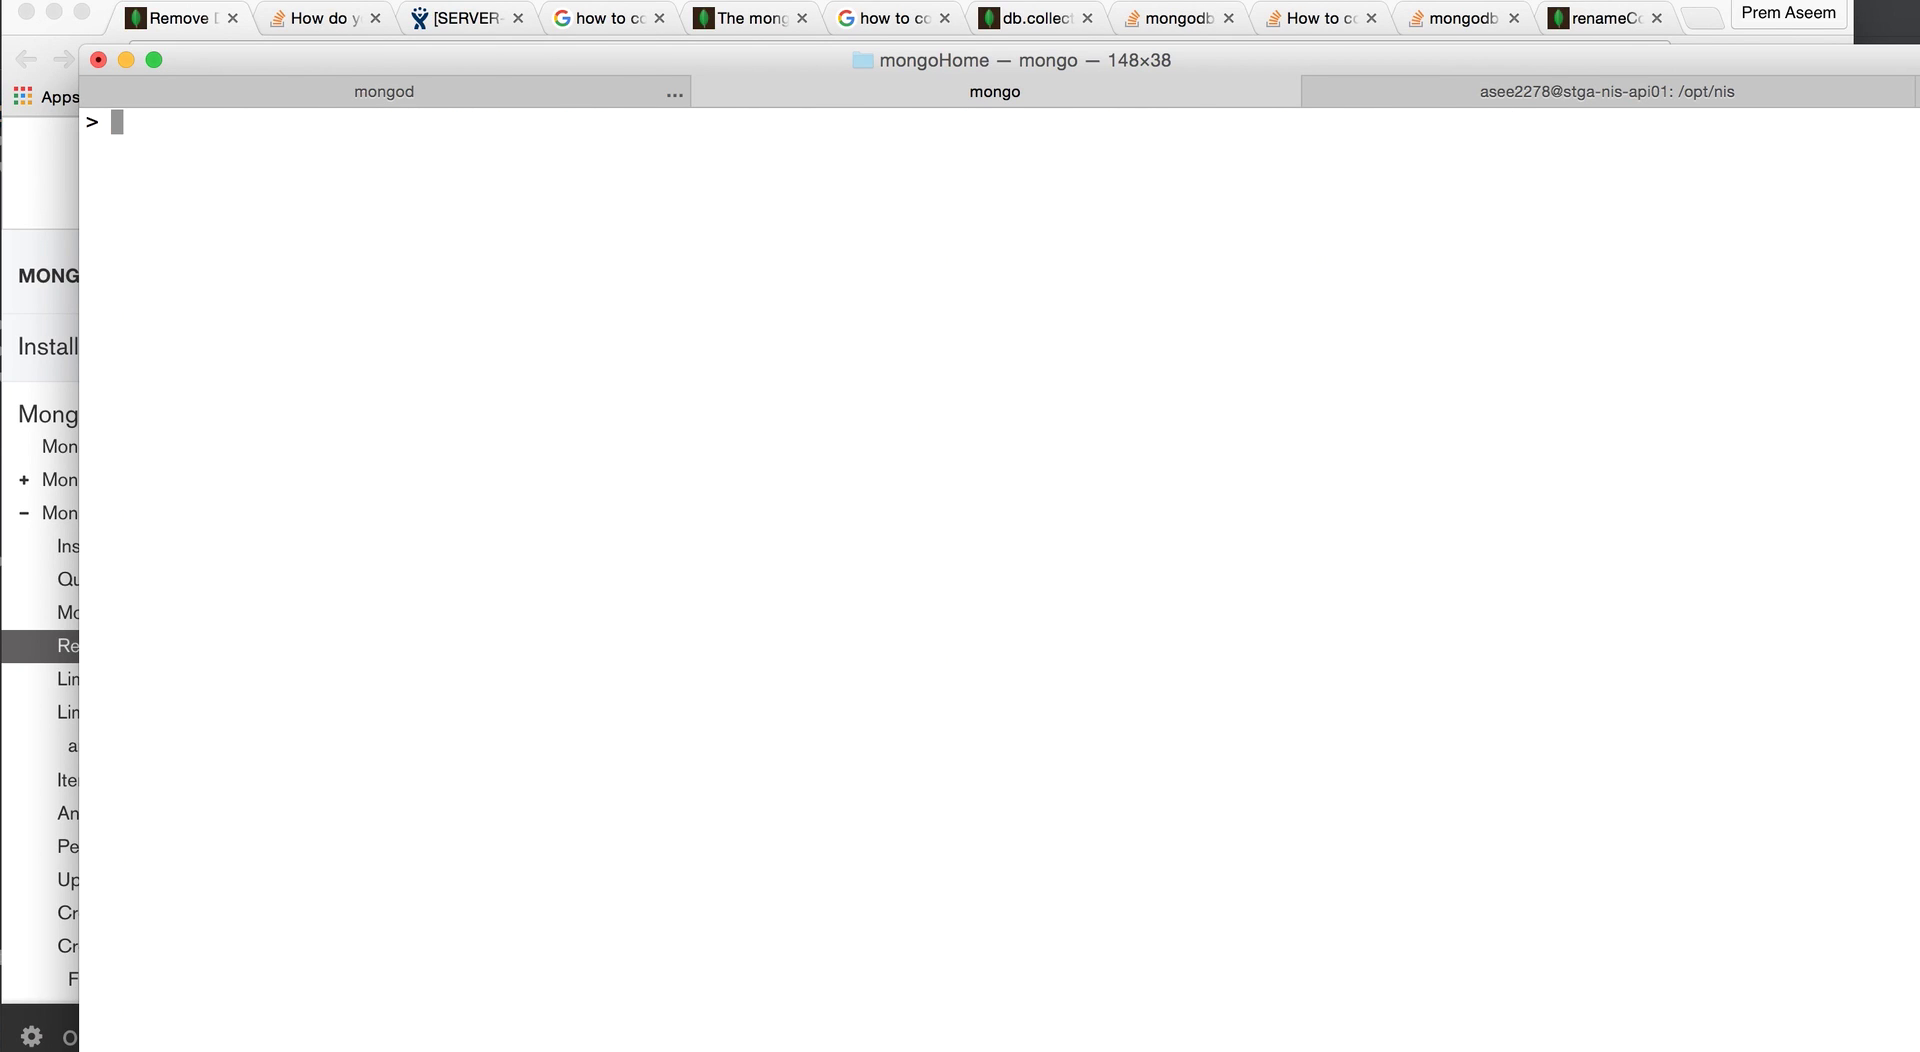 Remove
How do y
[SERVER-
how to co
The mong
how to co
db.collect
mongodb
How to co
mongodb
renameCo
Prem Aseem
mongoHome — mongo — 148×38
Apps
mongod
...
mongo
asee2278@stga-nis-api01: /opt/nis
>
MONG
Install
Mong
Mon
+ Mon
− Mon
Ins
Qu
Mo
Re
Lin
Lin
a
Ite
An
Pe
Up
Cr
Cr
F